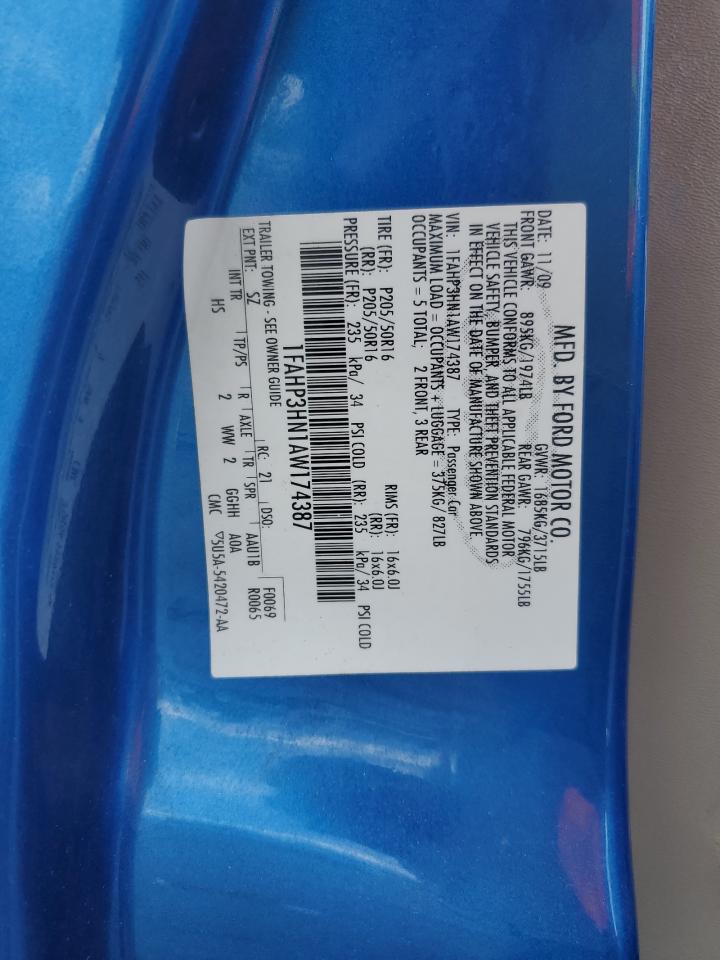 MFD. BY FORD MOTOR CO.
DATE: 11/09 GVWR: 1685KG/3715LB
FRONT GAWR: 895KG/1974LB REAR GAWR: 796KG/1755LB
THIS VEHICLE CONFORMS TO ALL APPLICABLE FEDERAL MOTOR
VEHICLE SAFETY, BUMPER, AND THEFT PREVENTION STANDARDS
IN EFFECT ON THE DATE OF MANUFACTURE SHOWN ABOVE.
VIN: 1FAHP3HN1AW174387 TYPE: Passenger Car
MAXIMUM LOAD = OCCUPANTS + LUGGAGE = 375KG/ 827LB
OCCUPANTS = 5 TOTAL; 2 FRONT, 3 REAR
TIRE (FR): P205/50R16 RIMS (FR): 16x6.0J
(RR): P205/50R16 (RR): 16x6.0J
PRESSURE (FR): 235 kPa/ 34 PSI COLD (RR): 235 kPa/ 34 PSI COLD
1FAHP3HN1AW174387
TRAILER TOWING - SEE OWNER GUIDE F0069
EXT PNT: SZ RC: 21 DSO: R0065
INT TR TP/PS R AXLE TR SPR AAU1B
HS 2 2 WW 2 GGHH A0A
CMC ▽5U5A-5420472-AA